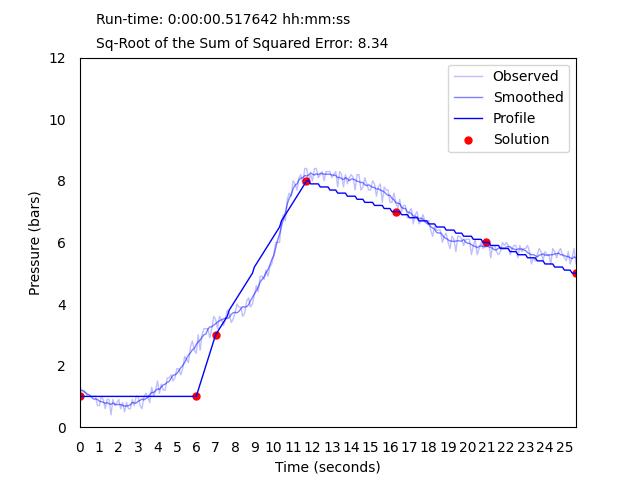 Run-time: 0:00:00.517642 hh:mm:ss
Sq-Root of the Sum of Squared Error: 8.34
12
10
8
6
4
2
0
Pressure (bars)
Observed
Smoothed
Profile
Solution
0 1 2 3 4 5 6 7 8 9 10 11 12 13 14 15 16 17 18 19 20 21 22 23 24 25
Time (seconds)